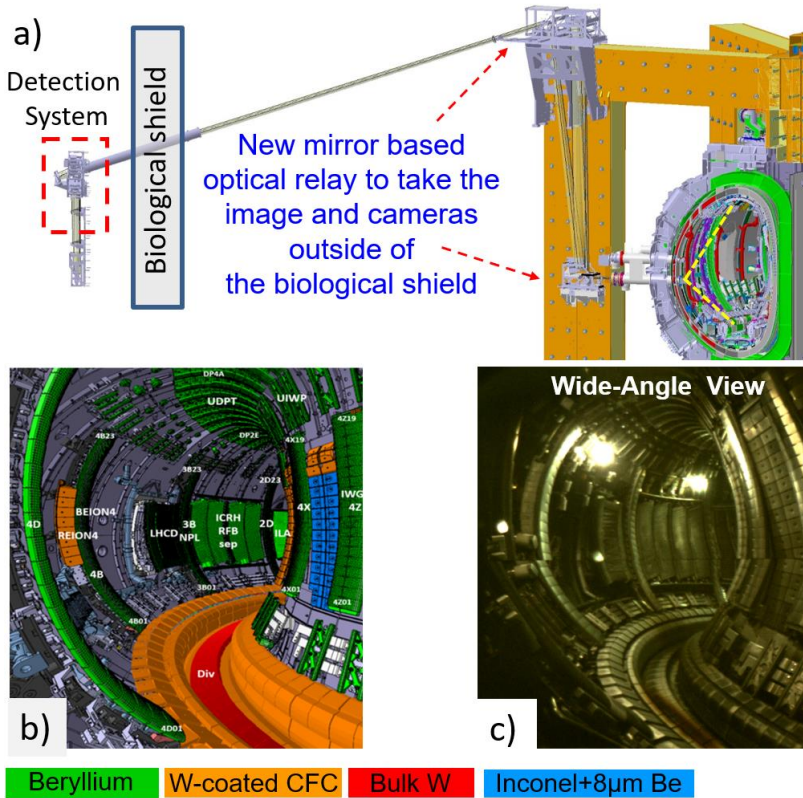 a)
Detection
System
Biological shield
New mirror based
optical relay to take the
image and cameras
outside of
the biological shield
b)
DP4A
UDPT
UIWP
DP2E
4X19
4Z19
4B23
3B23
2D23
4D
BEION4
REION4
4B
LHCD
3B
NPL
ICRH
RFB
sep
2D
ILA
4X
IWG
4Z
3B01
4X01
4Z01
4B01
Div
4D01
c)
Wide-Angle View
Beryllium
W-coated CFC
Bulk W
Inconel+8µm Be